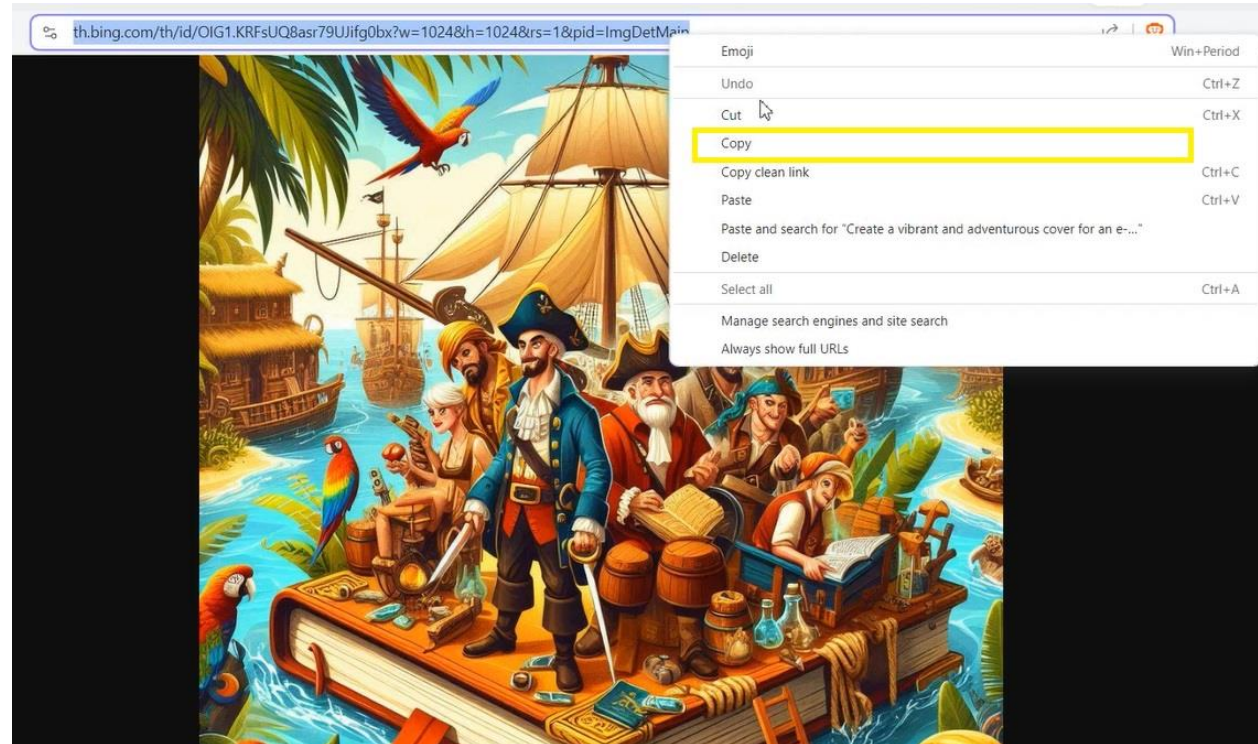 th.bing.com/th/id/OIG1.KRFsUQ8asr79UJifg0bx?w=1024&h=1024&rs=1&pid=ImgDetMain
Emoji Win+Period
Undo Ctrl+Z
Cut Ctrl+X
Copy
Copy clean link Ctrl+C
Paste Ctrl+V
Paste and search for "Create a vibrant and adventurous cover for an e-..."
Delete
Select all Ctrl+A
Manage search engines and site search
Always show full URLs